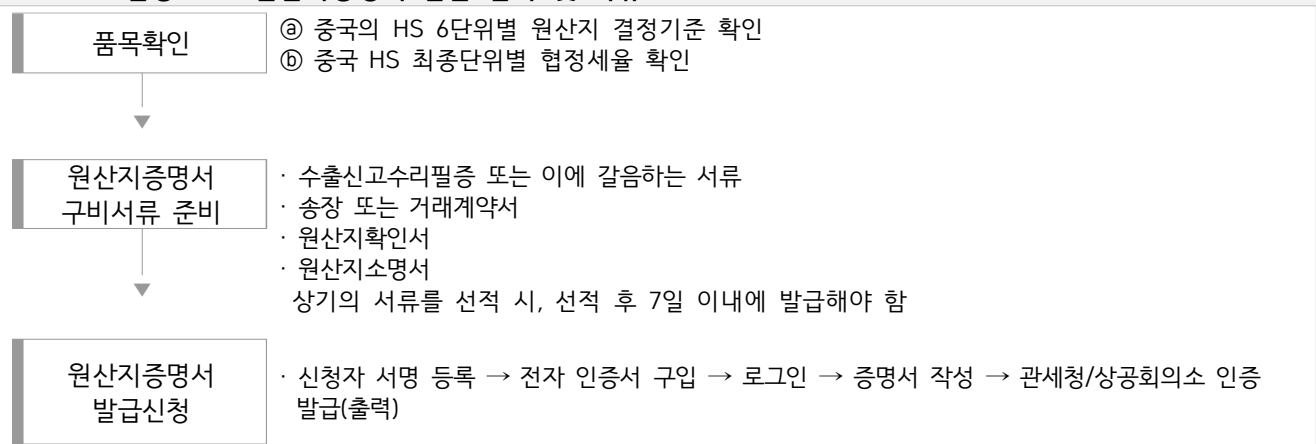 품목확인
ⓐ 중국의 HS 6단위별 원산지 결정기준 확인
ⓑ 중국 HS 최종단위별 협정세율 확인
원산지증명서
구비서류 준비
· 수출신고수리필증 또는 이에 갈음하는 서류
· 송장 또는 거래계약서
· 원산지확인서
· 원산지소명서
상기의 서류를 선적 시, 선적 후 7일 이내에 발급해야 함
원산지증명서
발급신청
· 신청자 서명 등록 → 전자 인증서 구입 → 로그인 → 증명서 작성 → 관세청/상공회의소 인증
발급(출력)